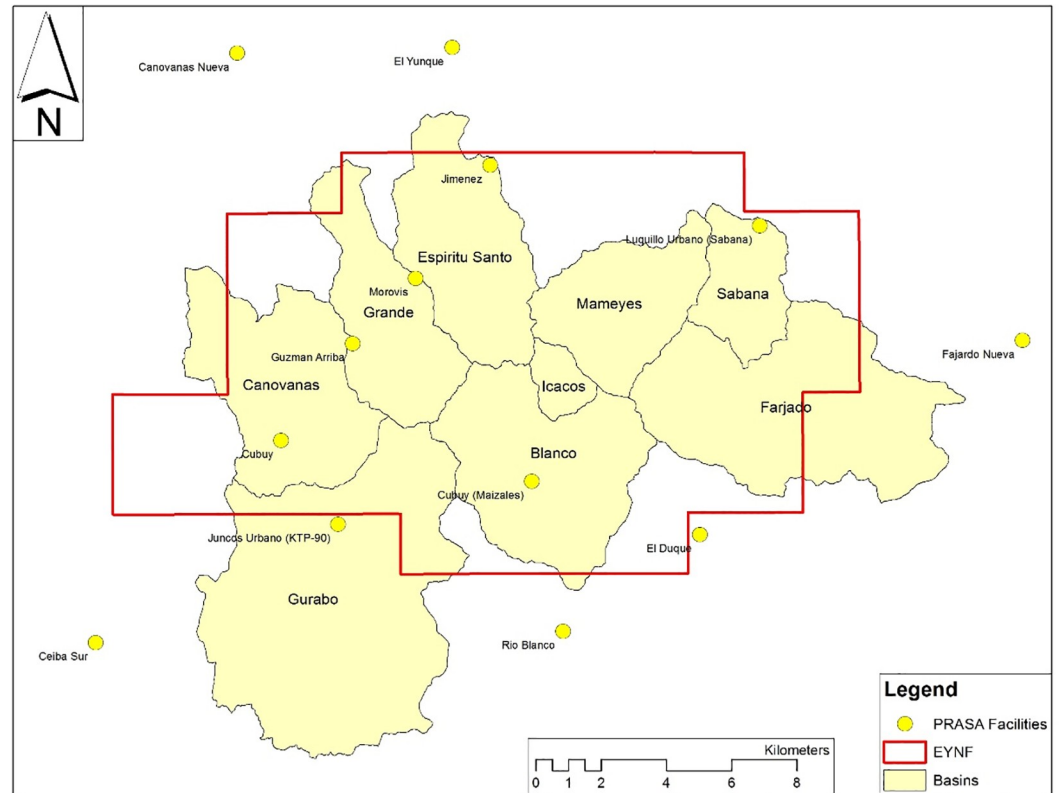 Canovanas Nueva
El Yunque
N
Jimenez
Luguillo Urbano (Sabana)
Espiritu Santo
Morovis
Grande
Mameyes
Sabana
Guzman Arriba
Fajardo Nueva
Canovanas
Icacos
Farjado
Cubuy
Blanco
Cubuy (Maizales)
Juncos Urbano (KTP-90)
El Duque
Gurabo
Rio Blanco
Ceiba Sur
Legend
PRASA Facilities
EYNF
Basins
Kilometers
0 1 2 4 6 8